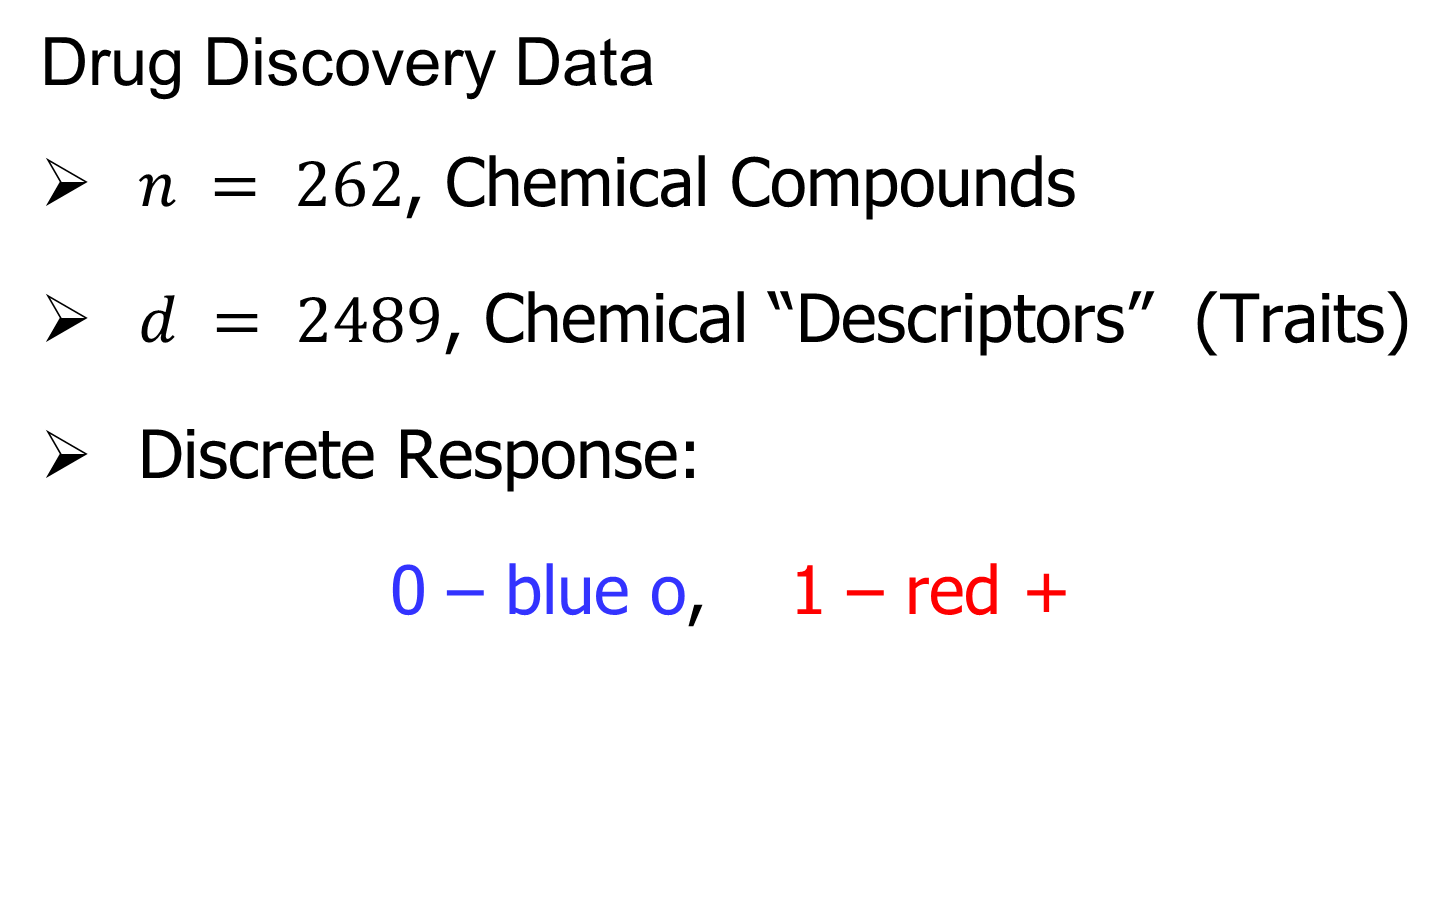 Drug Discovery Data
➢ n = 262, Chemical Compounds
➢ d = 2489, Chemical “Descriptors” (Traits)
➢ Discrete Response:
0 – blue o, 1 – red +